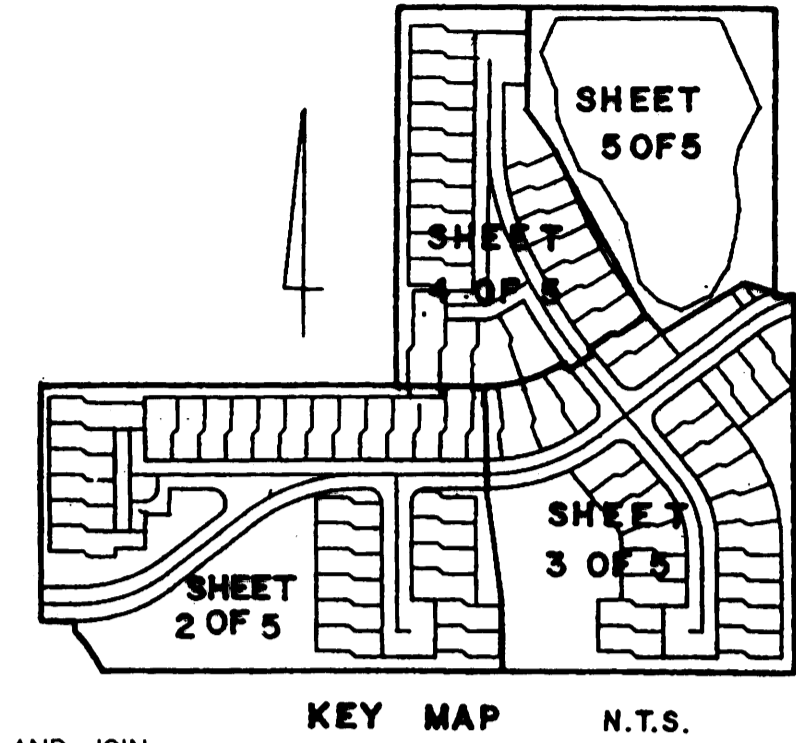 SHEET
5 OF 5
SHEET
4 OF 5
SHEET
3 OF 5
SHEET
2 OF 5
KEY MAP N.T.S.
AND JOIN